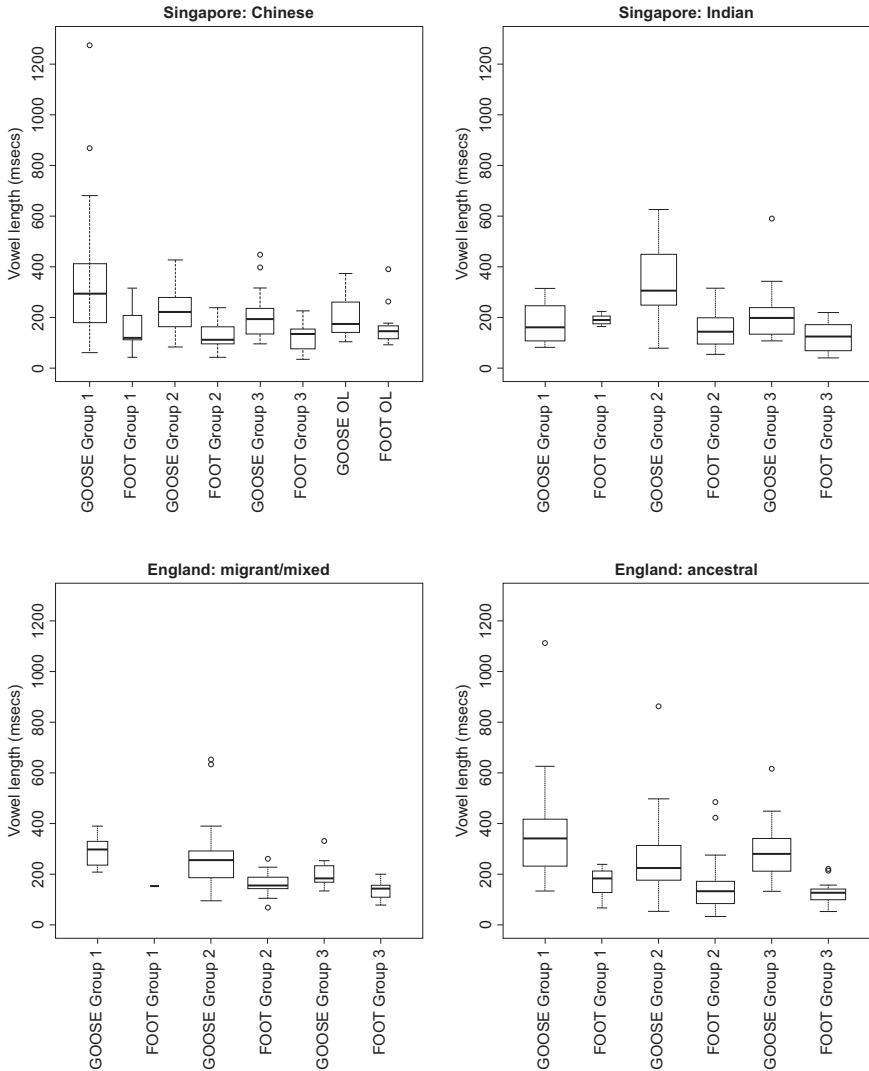 Singapore: Chinese
Vowel length (msecs)
0 200 400 600 800 1000 1200
GOOSE Group 1
FOOT Group 1
GOOSE Group 2
FOOT Group 2
GOOSE Group 3
FOOT Group 3
GOOSE OL
FOOT OL
Singapore: Indian
Vowel length (msecs)
0 200 400 600 800 1000 1200
GOOSE Group 1
FOOT Group 1
GOOSE Group 2
FOOT Group 2
GOOSE Group 3
FOOT Group 3
England: migrant/mixed
Vowel length (msecs)
0 200 400 600 800 1000 1200
GOOSE Group 1
FOOT Group 1
GOOSE Group 2
FOOT Group 2
GOOSE Group 3
FOOT Group 3
England: ancestral
Vowel length (msecs)
0 200 400 600 800 1000 1200
GOOSE Group 1
FOOT Group 1
GOOSE Group 2
FOOT Group 2
GOOSE Group 3
FOOT Group 3